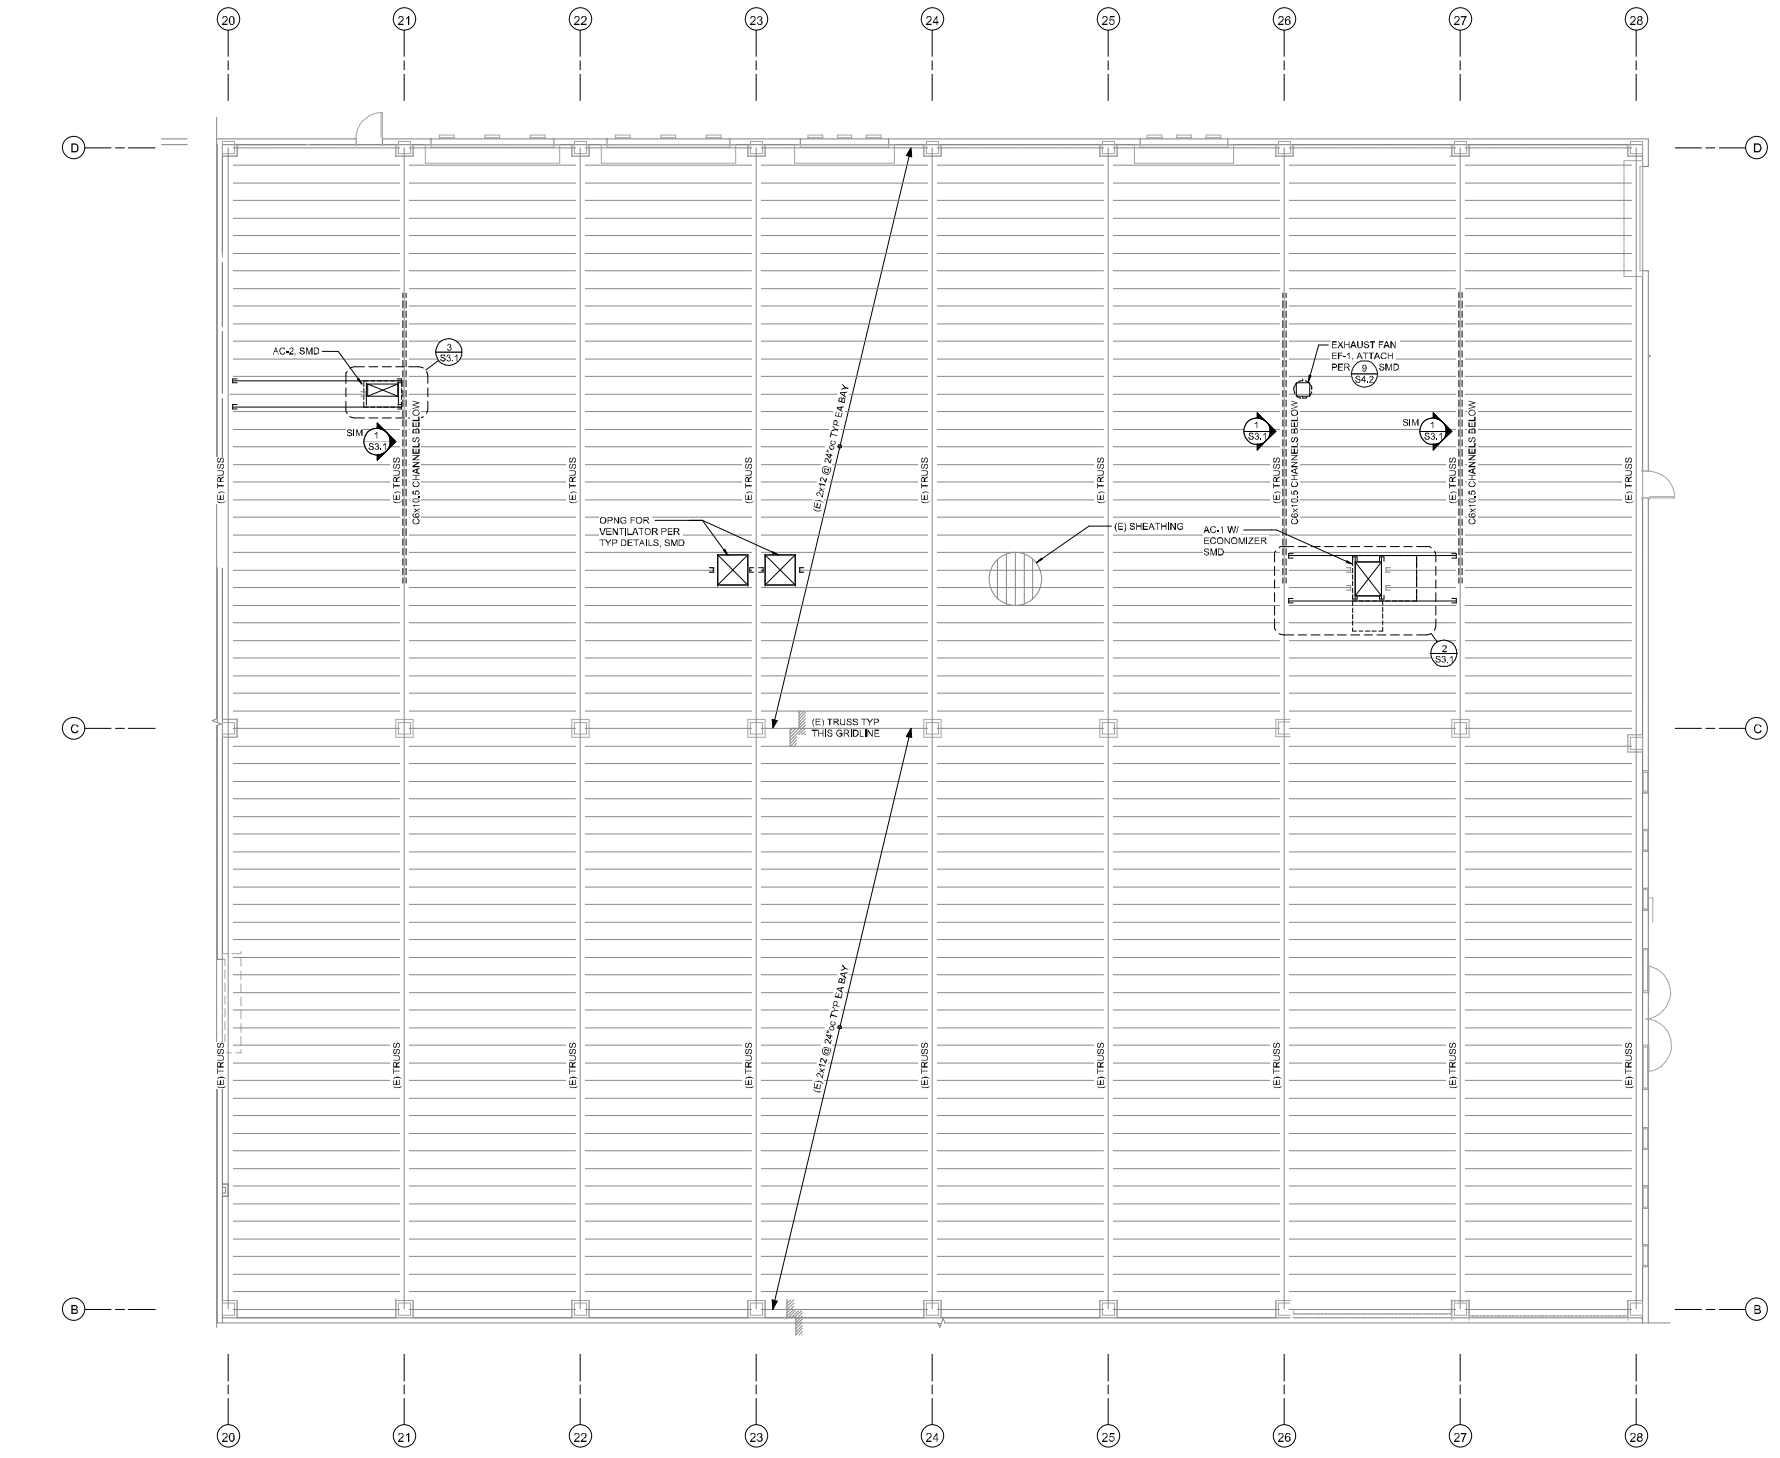 20 21 22 23 24 25 26 27 28
D D
AC-2, SMD
3
S3.1
EXHAUST FAN
EF-1, ATTACH
PER 9 SMD
S4.2
SIM 1
S3.1
C6x10.5 CHANNELS BELOW
1
S3.1
C6x10.5 CHANNELS BELOW
SIM 1
S3.1
C6x10.5 CHANNELS BELOW
(E) 2x12 @ 24"oc TYP EA BAY
(E) TRUSS (E) TRUSS (E) TRUSS (E) TRUSS (E) TRUSS (E) TRUSS (E) TRUSS (E) TRUSS (E) TRUSS
OPNG FOR
VENTILATOR PER
TYP DETAILS, SMD
(E) SHEATHING
AC-1 W/
ECONOMIZER
SMD
2
S3.1
C C
(E) TRUSS TYP
THIS GRIDLINE
(E) 2x12 @ 24"oc TYP EA BAY
(E) TRUSS (E) TRUSS (E) TRUSS (E) TRUSS (E) TRUSS (E) TRUSS (E) TRUSS (E) TRUSS (E) TRUSS
B B
20 21 22 23 24 25 26 27 28